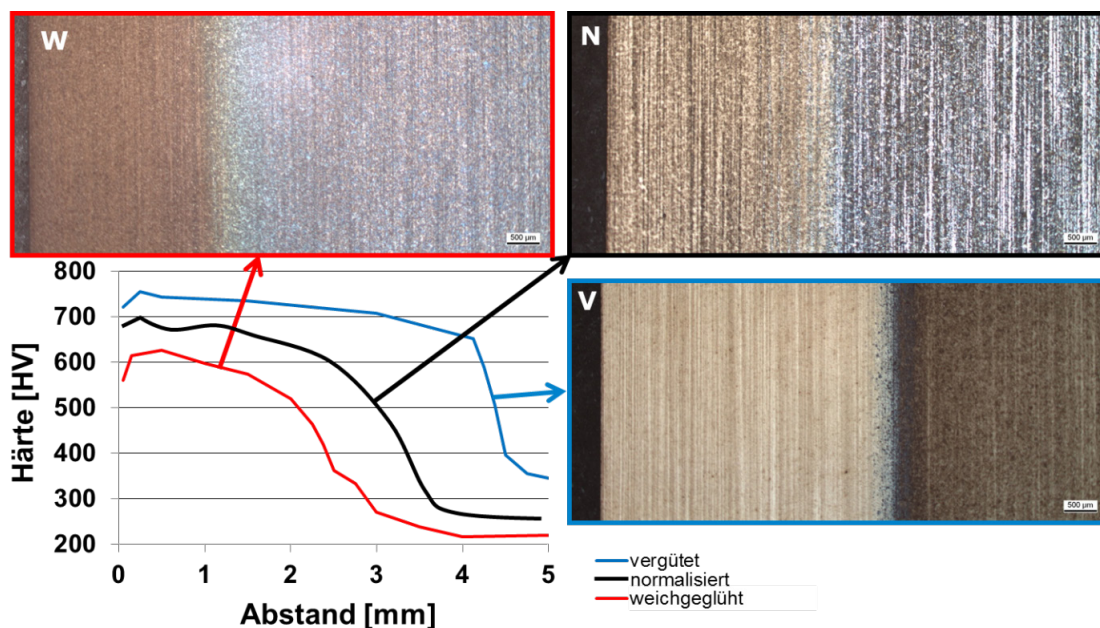 W
500 µm
N
500 µm
V
500 µm
Härte [HV]
800
700
600
500
400
300
200
0 1 2 3 4 5
Abstand [mm]
vergütet
normalisiert
weichgeglüht